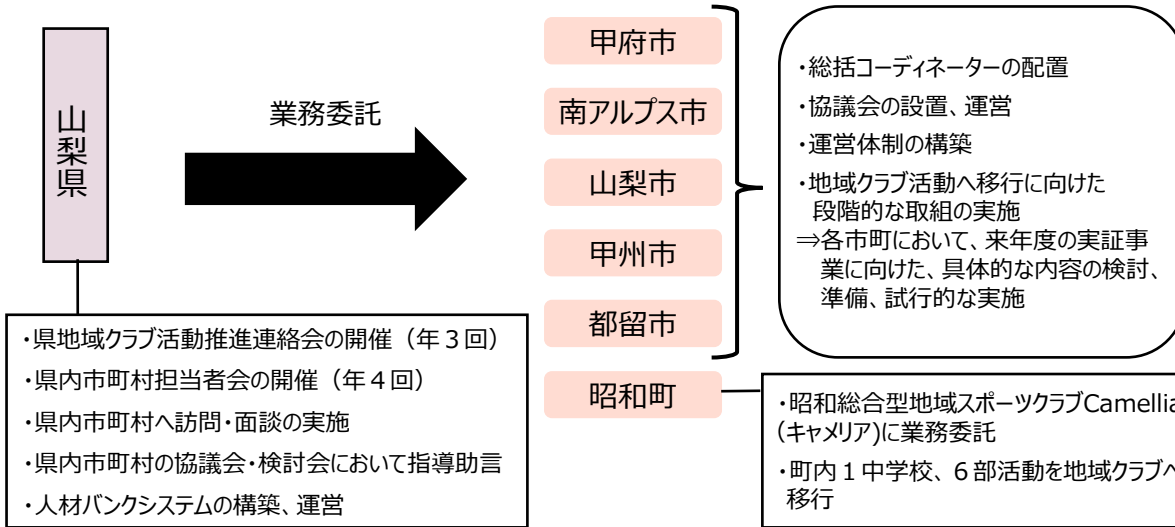 山梨県
業務委託
甲府市
南アルプス市
山梨市
甲州市
都留市
昭和町
・総括コーディネーターの配置
・協議会の設置、運営
・運営体制の構築
・地域クラブ活動へ移行に向けた
段階的な取組の実施
⇒各市町において、来年度の実証事
業に向けた、具体的な内容の検討、
準備、試行的な実施
・県地域クラブ活動推進連絡会の開催（年３回）
・県内市町村担当者会の開催（年４回）
・県内市町村へ訪問・面談の実施
・県内市町村の協議会・検討会において指導助言
・人材バンクシステムの構築、運営
・昭和総合型地域スポーツクラブCamellia
（キャメリア)に業務委託
・町内１中学校、６部活動を地域クラブへ
移行